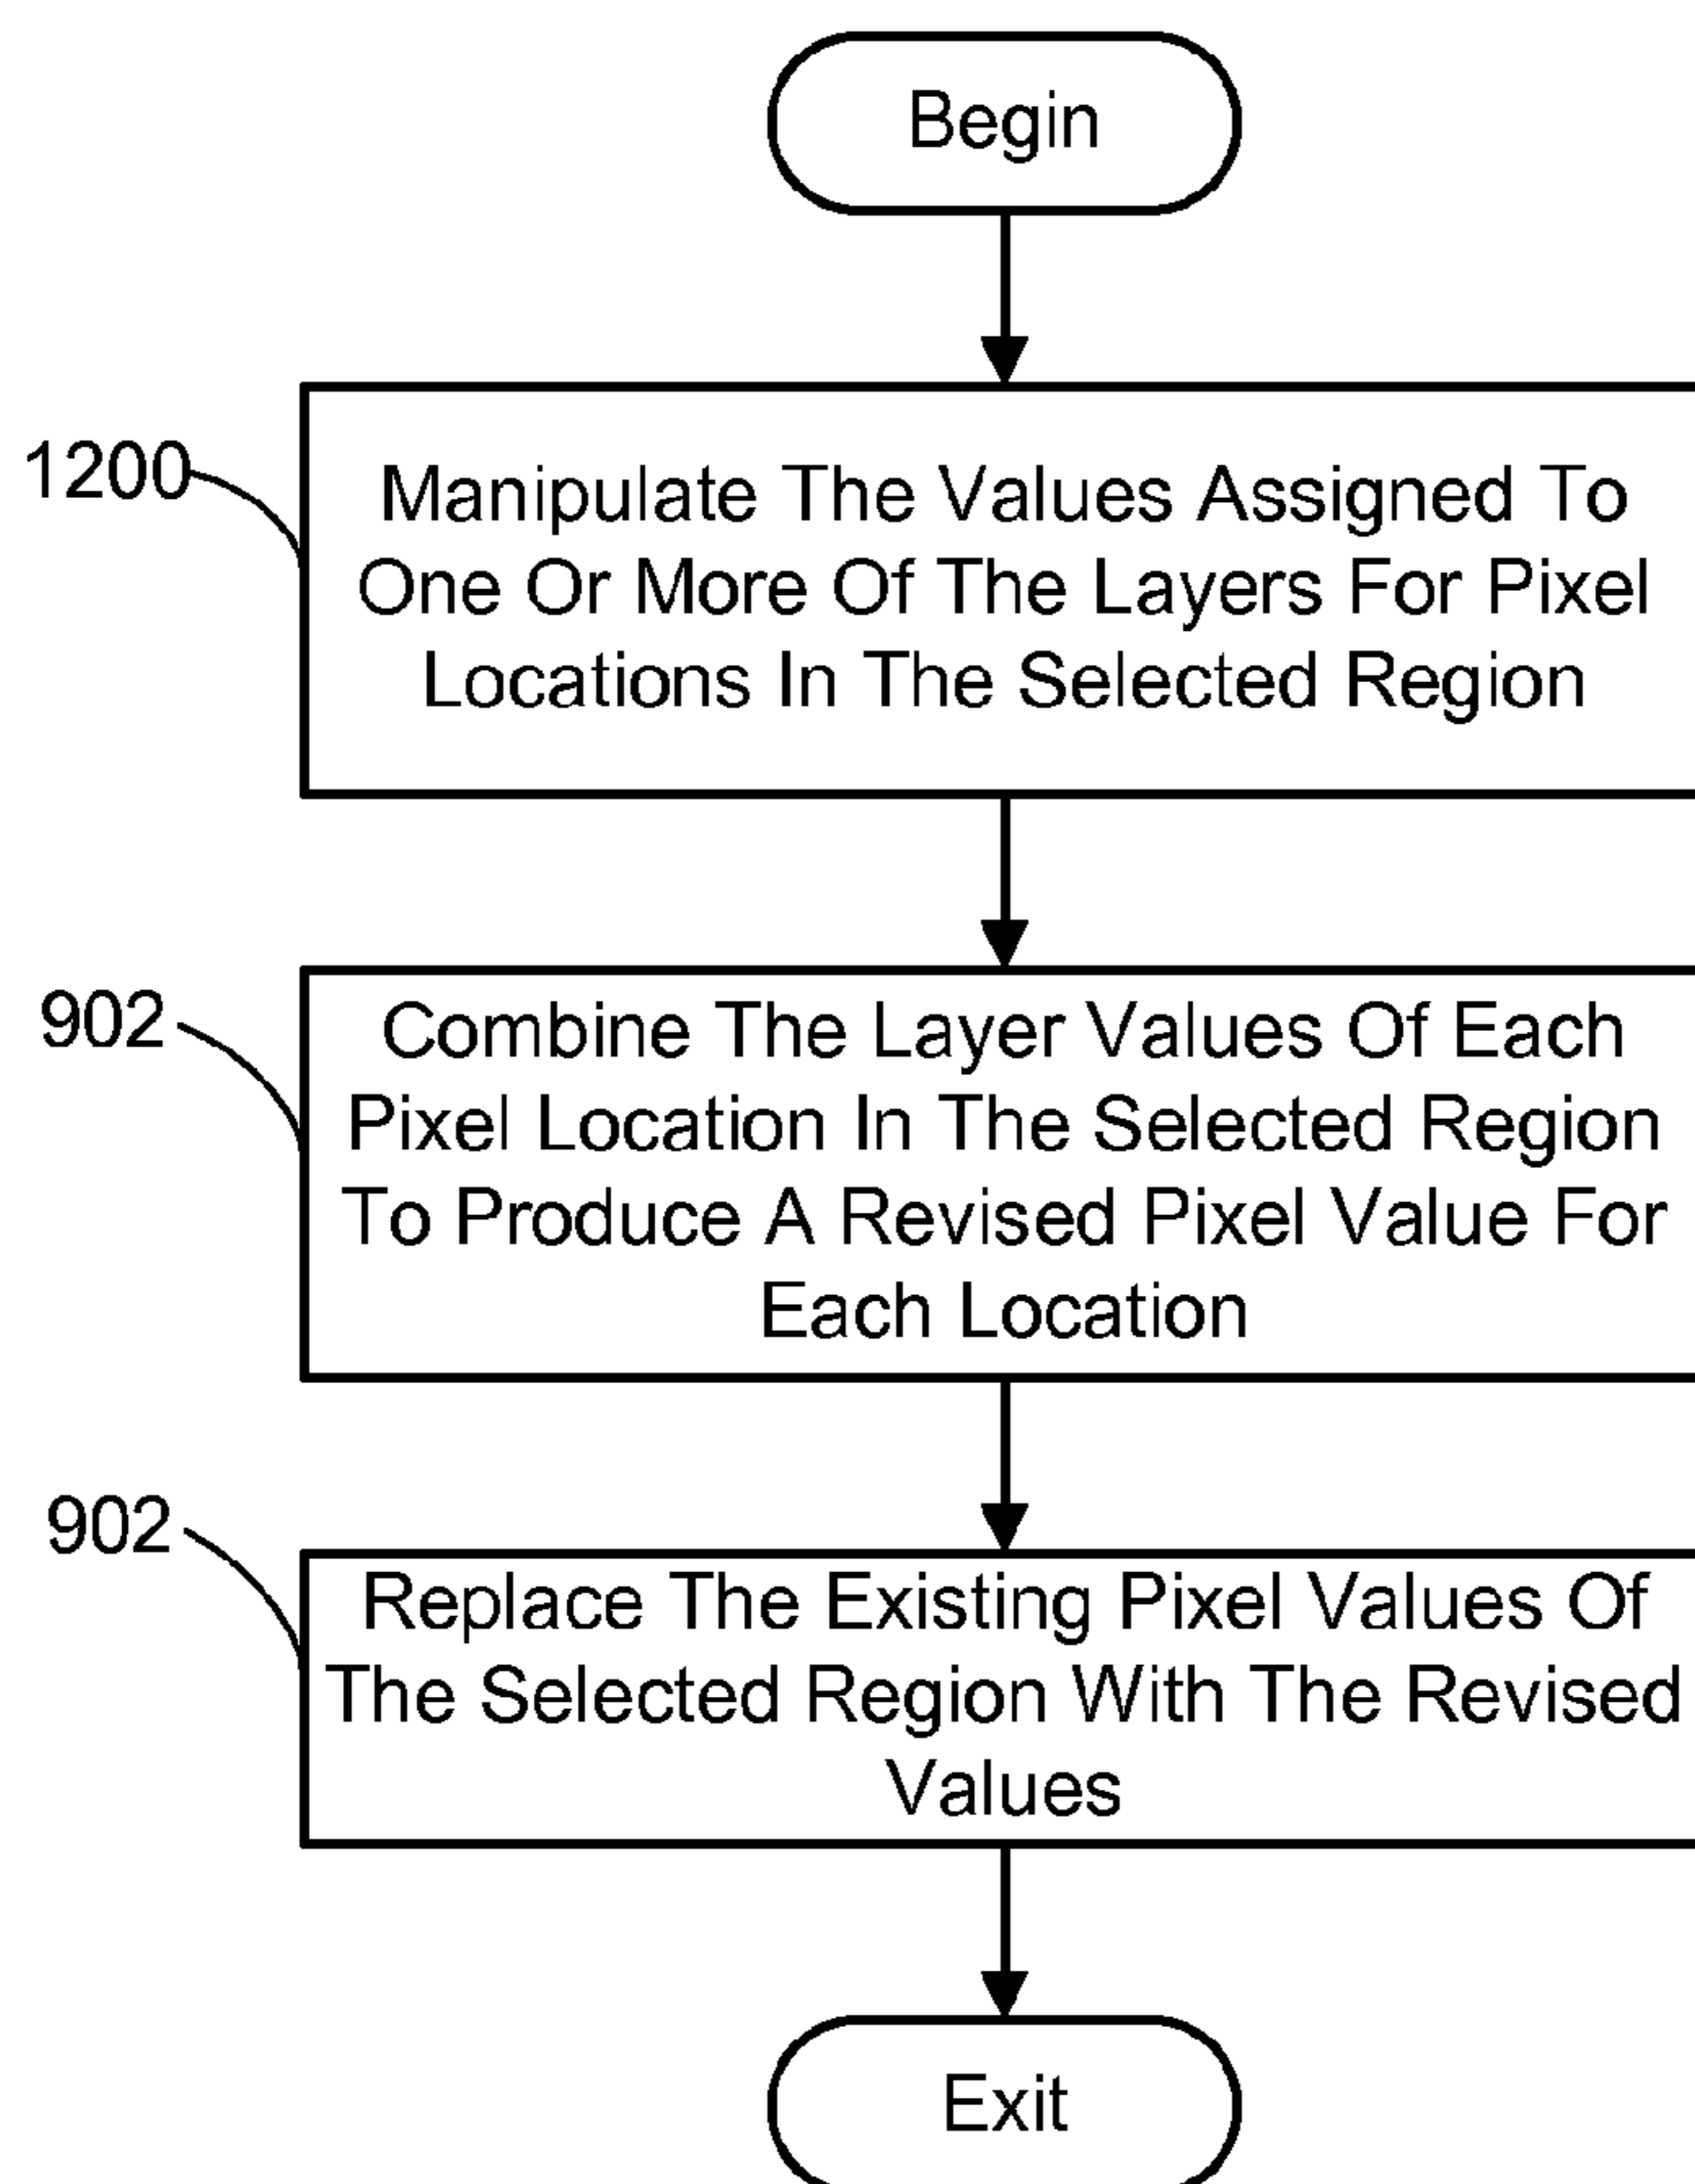 Begin
1200
Manipulate The Values Assigned To
One Or More Of The Layers For Pixel
Locations In The Selected Region
902
Combine The Layer Values Of Each
Pixel Location In The Selected Region
To Produce A Revised Pixel Value For
Each Location
902
Replace The Existing Pixel Values Of
The Selected Region With The Revised
Values
Exit